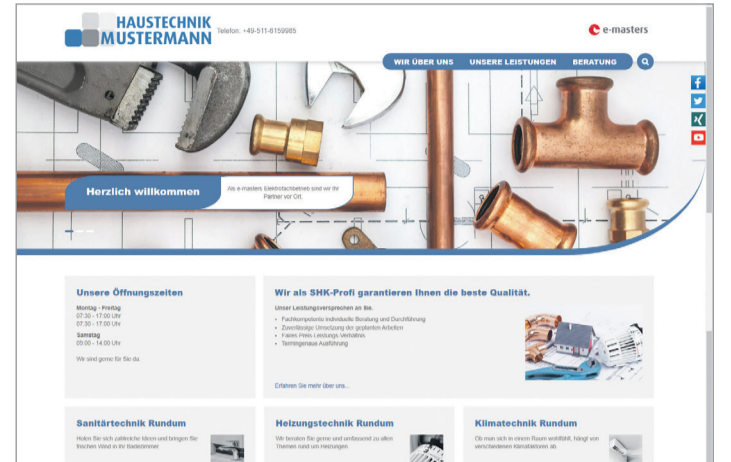 HAUSTECHNIK
MUSTERMANN
Telefon: +49-511-6159985
e-masters
WIR ÜBER UNS UNSERE LEISTUNGEN BERATUNG
Herzlich willkommen
Als e-masters Elektrofachbetrieb sind wir Ihr
Partner vor Ort.
Unsere Öffnungszeiten
Montag - Freitag
07:30 - 17:00 Uhr
07:30 - 17:00 Uhr
Samstag
09:00 - 14:00 Uhr
Wir sind gerne für Sie da.
Wir als SHK-Profi garantieren Ihnen die beste Qualität.
Unser Leistungsversprechen an Sie.
Fachkompetente individuelle Beratung und Durchführung
Zuverlässige Umsetzung der geplanten Arbeiten
Faires Preis-Leistungs-Verhältnis
Termingenaue Ausführung
Erfahren Sie mehr über uns...
Sanitärtechnik Rundum
Holen Sie sich zahlreiche Ideen und bringen Sie
frischen Wind in Ihr Badezimmer.
Heizungstechnik Rundum
Wir beraten Sie gerne und umfassend zu allen
Themen rund um Heizungen.
Klimatechnik Rundum
Ob man sich in einem Raum wohlfühlt, hängt von
verschiedenen Klimafaktoren ab.